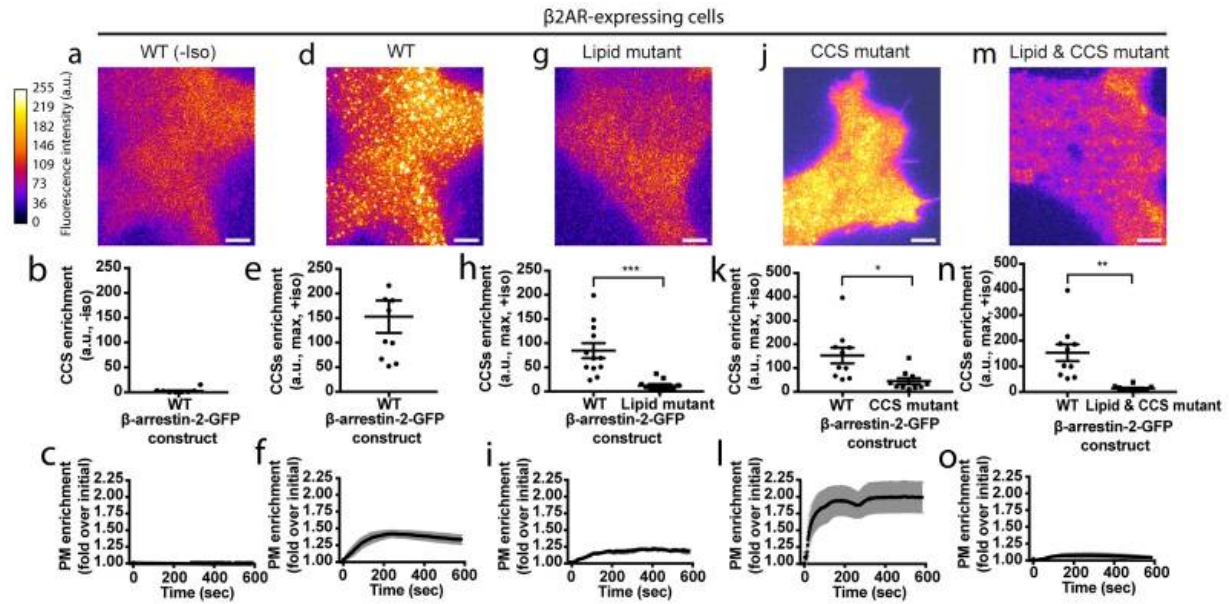 β2AR-expressing cells
a
WT (-Iso)
d
WT
g
Lipid mutant
j
CCS mutant
m
Lipid & CCS mutant
255
219
182
146
109
73
36
0
Fluorescence intensity (a.u.)
b
CCS enrichment
(a.u., -iso)
250
200
150
100
50
0
WT
β-arrestin-2-GFP
construct
e
CCSs enrichment
(a.u., max, +iso)
250
200
150
100
50
0
WT
β-arrestin-2-GFP
construct
h
CCSs enrichment
(a.u., max, +iso)
250
200
150
100
50
0
***
WT Lipid mutant
β-arrestin-2-GFP
construct
k
CCSs enrichment
(a.u., max, +iso)
500
400
300
200
100
0
*
WT CCS mutant
β-arrestin-2-GFP
construct
n
CCSs enrichment
(a.u., max, +iso)
500
400
300
200
100
0
**
WT Lipid & CCS mutant
β-arrestin-2-GFP
construct
c
PM enrichment
(fold over initial)
2.25
2.00
1.75
1.50
1.25
1.00
0 200 400 600
Time (sec)
f
PM enrichment
(fold over initial)
2.25
2.00
1.75
1.50
1.25
1.00
0 200 400 600
Time (sec)
i
PM enrichment
(fold over initial)
2.25
2.00
1.75
1.50
1.25
1.00
0 200 400 600
Time (sec)
l
PM enrichment
(fold over initial)
2.25
2.00
1.75
1.50
1.25
1.00
0 200 400 600
Time (sec)
o
PM enrichment
(fold over initial)
2.25
2.00
1.75
1.50
1.25
1.00
0 200 400 600
Time (sec)